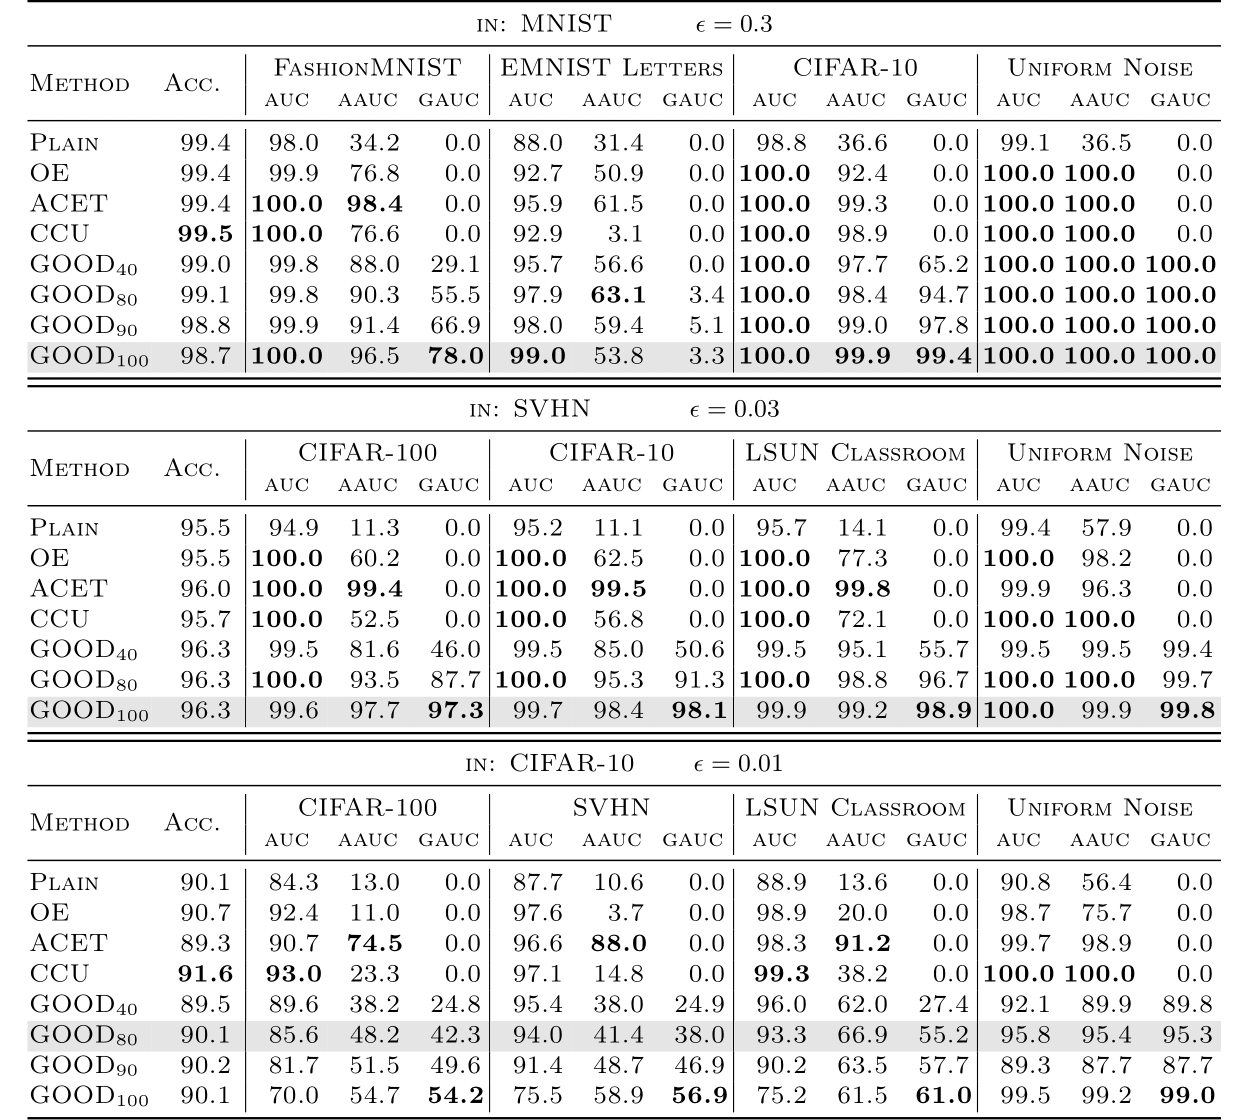 IN: MNIST ϵ = 0.3
METHOD ACC. FASHIONMNIST EMNIST LETTERS CIFAR-10 UNIFORM NOISE
AUC AAUC GAUC AUC AAUC GAUC AUC AAUC GAUC AUC AAUC GAUC
PLAIN 99.4 98.0 34.2 0.0 88.0 31.4 0.0 98.8 36.6 0.0 99.1 36.5 0.0
OE 99.4 99.9 76.8 0.0 92.7 50.9 0.0 100.0 92.4 0.0 100.0 100.0 0.0
ACET 99.4 100.0 98.4 0.0 95.9 61.5 0.0 100.0 99.3 0.0 100.0 100.0 0.0
CCU 99.5 100.0 76.6 0.0 92.9 3.1 0.0 100.0 98.9 0.0 100.0 100.0 0.0
GOOD40 99.0 99.8 88.0 29.1 95.7 56.6 0.0 100.0 97.7 65.2 100.0 100.0 100.0
GOOD80 99.1 99.8 90.3 55.5 97.9 63.1 3.4 100.0 98.4 94.7 100.0 100.0 100.0
GOOD90 98.8 99.9 91.4 66.9 98.0 59.4 5.1 100.0 99.0 97.8 100.0 100.0 100.0
GOOD100 98.7 100.0 96.5 78.0 99.0 53.8 3.3 100.0 99.9 99.4 100.0 100.0 100.0
IN: SVHN ϵ = 0.03
METHOD ACC. CIFAR-100 CIFAR-10 LSUN CLASSROOM UNIFORM NOISE
AUC AAUC GAUC AUC AAUC GAUC AUC AAUC GAUC AUC AAUC GAUC
PLAIN 95.5 94.9 11.3 0.0 95.2 11.1 0.0 95.7 14.1 0.0 99.4 57.9 0.0
OE 95.5 100.0 60.2 0.0 100.0 62.5 0.0 100.0 77.3 0.0 100.0 98.2 0.0
ACET 96.0 100.0 99.4 0.0 100.0 99.5 0.0 100.0 99.8 0.0 99.9 96.3 0.0
CCU 95.7 100.0 52.5 0.0 100.0 56.8 0.0 100.0 72.1 0.0 100.0 100.0 0.0
GOOD40 96.3 99.5 81.6 46.0 99.5 85.0 50.6 99.5 95.1 55.7 99.5 99.5 99.4
GOOD80 96.3 100.0 93.5 87.7 100.0 95.3 91.3 100.0 98.8 96.7 100.0 100.0 99.7
GOOD100 96.3 99.6 97.7 97.3 99.7 98.4 98.1 99.9 99.2 98.9 100.0 99.9 99.8
IN: CIFAR-10 ϵ = 0.01
METHOD ACC. CIFAR-100 SVHN LSUN CLASSROOM UNIFORM NOISE
AUC AAUC GAUC AUC AAUC GAUC AUC AAUC GAUC AUC AAUC GAUC
PLAIN 90.1 84.3 13.0 0.0 87.7 10.6 0.0 88.9 13.6 0.0 90.8 56.4 0.0
OE 90.7 92.4 11.0 0.0 97.6 3.7 0.0 98.9 20.0 0.0 98.7 75.7 0.0
ACET 89.3 90.7 74.5 0.0 96.6 88.0 0.0 98.3 91.2 0.0 99.7 98.9 0.0
CCU 91.6 93.0 23.3 0.0 97.1 14.8 0.0 99.3 38.2 0.0 100.0 100.0 0.0
GOOD40 89.5 89.6 38.2 24.8 95.4 38.0 24.9 96.0 62.0 27.4 92.1 89.9 89.8
GOOD80 90.1 85.6 48.2 42.3 94.0 41.4 38.0 93.3 66.9 55.2 95.8 95.4 95.3
GOOD90 90.2 81.7 51.5 49.6 91.4 48.7 46.9 90.2 63.5 57.7 89.3 87.7 87.7
GOOD100 90.1 70.0 54.7 54.2 75.5 58.9 56.9 75.2 61.5 61.0 99.5 99.2 99.0